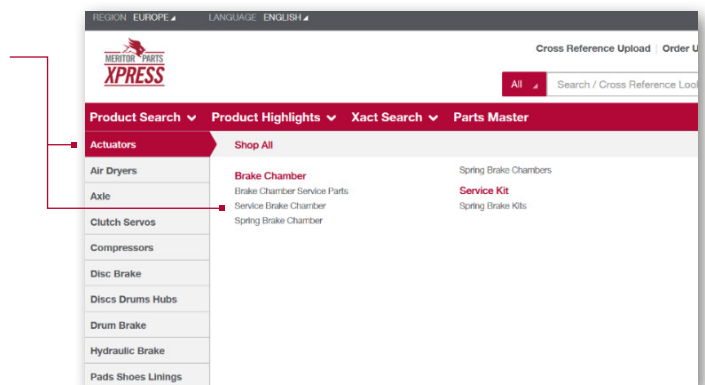 REGION EUROPE LANGUAGE ENGLISH
MERITOR PARTS
XPRESS
Cross Reference Upload Order U
All Search / Cross Reference Loo
Product Search Product Highlights Xact Search Parts Master
Actuators
Shop All
Air Dryers
Axle
Clutch Servos
Compressors
Disc Brake
Discs Drums Hubs
Drum Brake
Hydraulic Brake
Pads Shoes Linings
Brake Chamber
Brake Chamber Service Parts
Service Brake Chamber
Spring Brake Chamber
Spring Brake Chambers
Service Kit
Spring Brake Kits